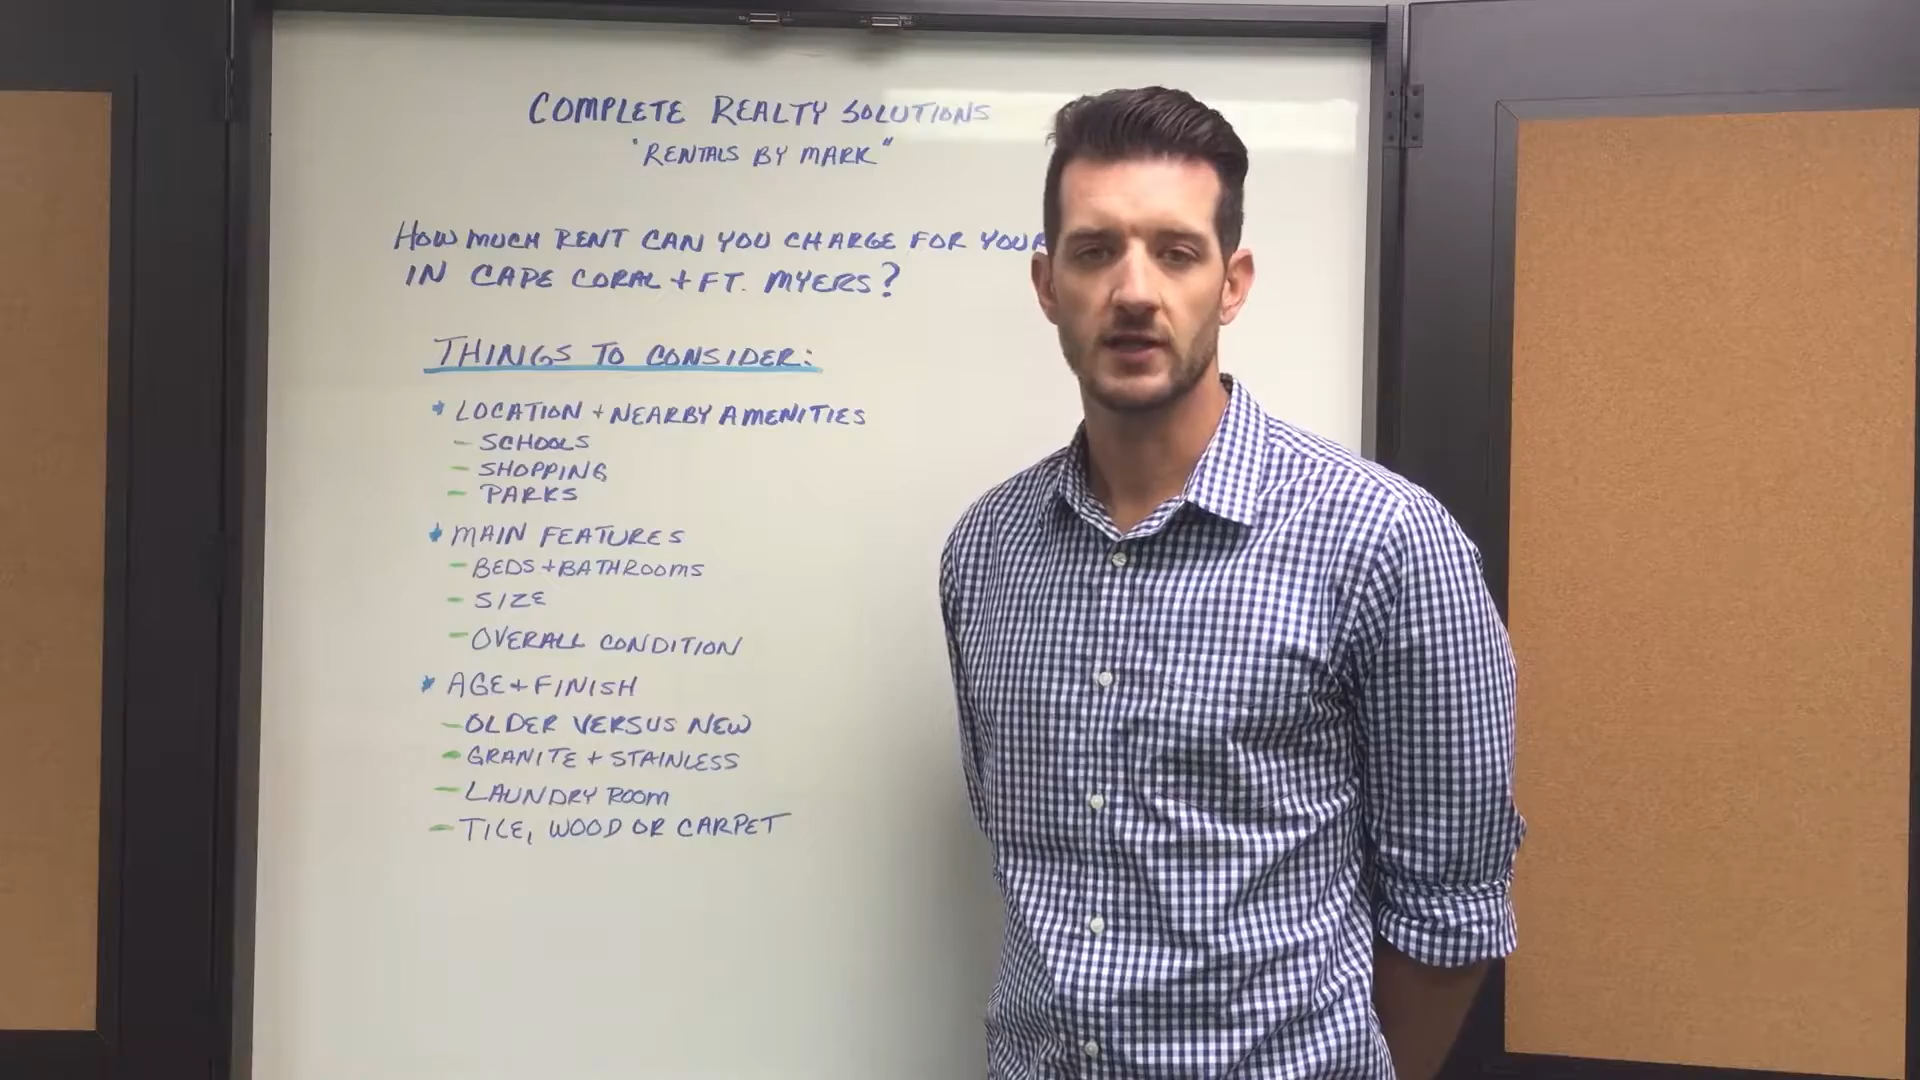 COMPLETE REALTY SOLUTIONS
"RENTALS BY MARK"
HOW MUCH RENT CAN YOU CHARGE FOR YOUR
IN CAPE CORAL + FT. MYERS?
THINGS TO CONSIDER:
* LOCATION + NEARBY AMENITIES
- SCHOOLS
- SHOPPING
- PARKS
* MAIN FEATURES
- BEDS + BATHROOMS
- SIZE
- OVERALL CONDITION
* AGE + FINISH
- OLDER VERSUS NEW
- GRANITE + STAINLESS
- LAUNDRY ROOM
- TILE, WOOD OR CARPET